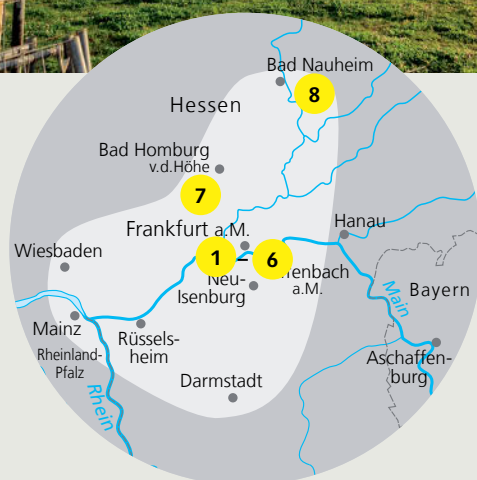 Bad Nauheim
8
Hessen
Bad Homburg
v.d.Höhe
7
Frankfurt a.M.
Hanau
1 – 6
Wiesbaden
Neu-
Isenburg
fenbach
a.M.
Main
Bayern
Mainz
Rüssels-
heim
Rheinland-
Pfalz
Aschaffen-
burg
Rhein
Darmstadt